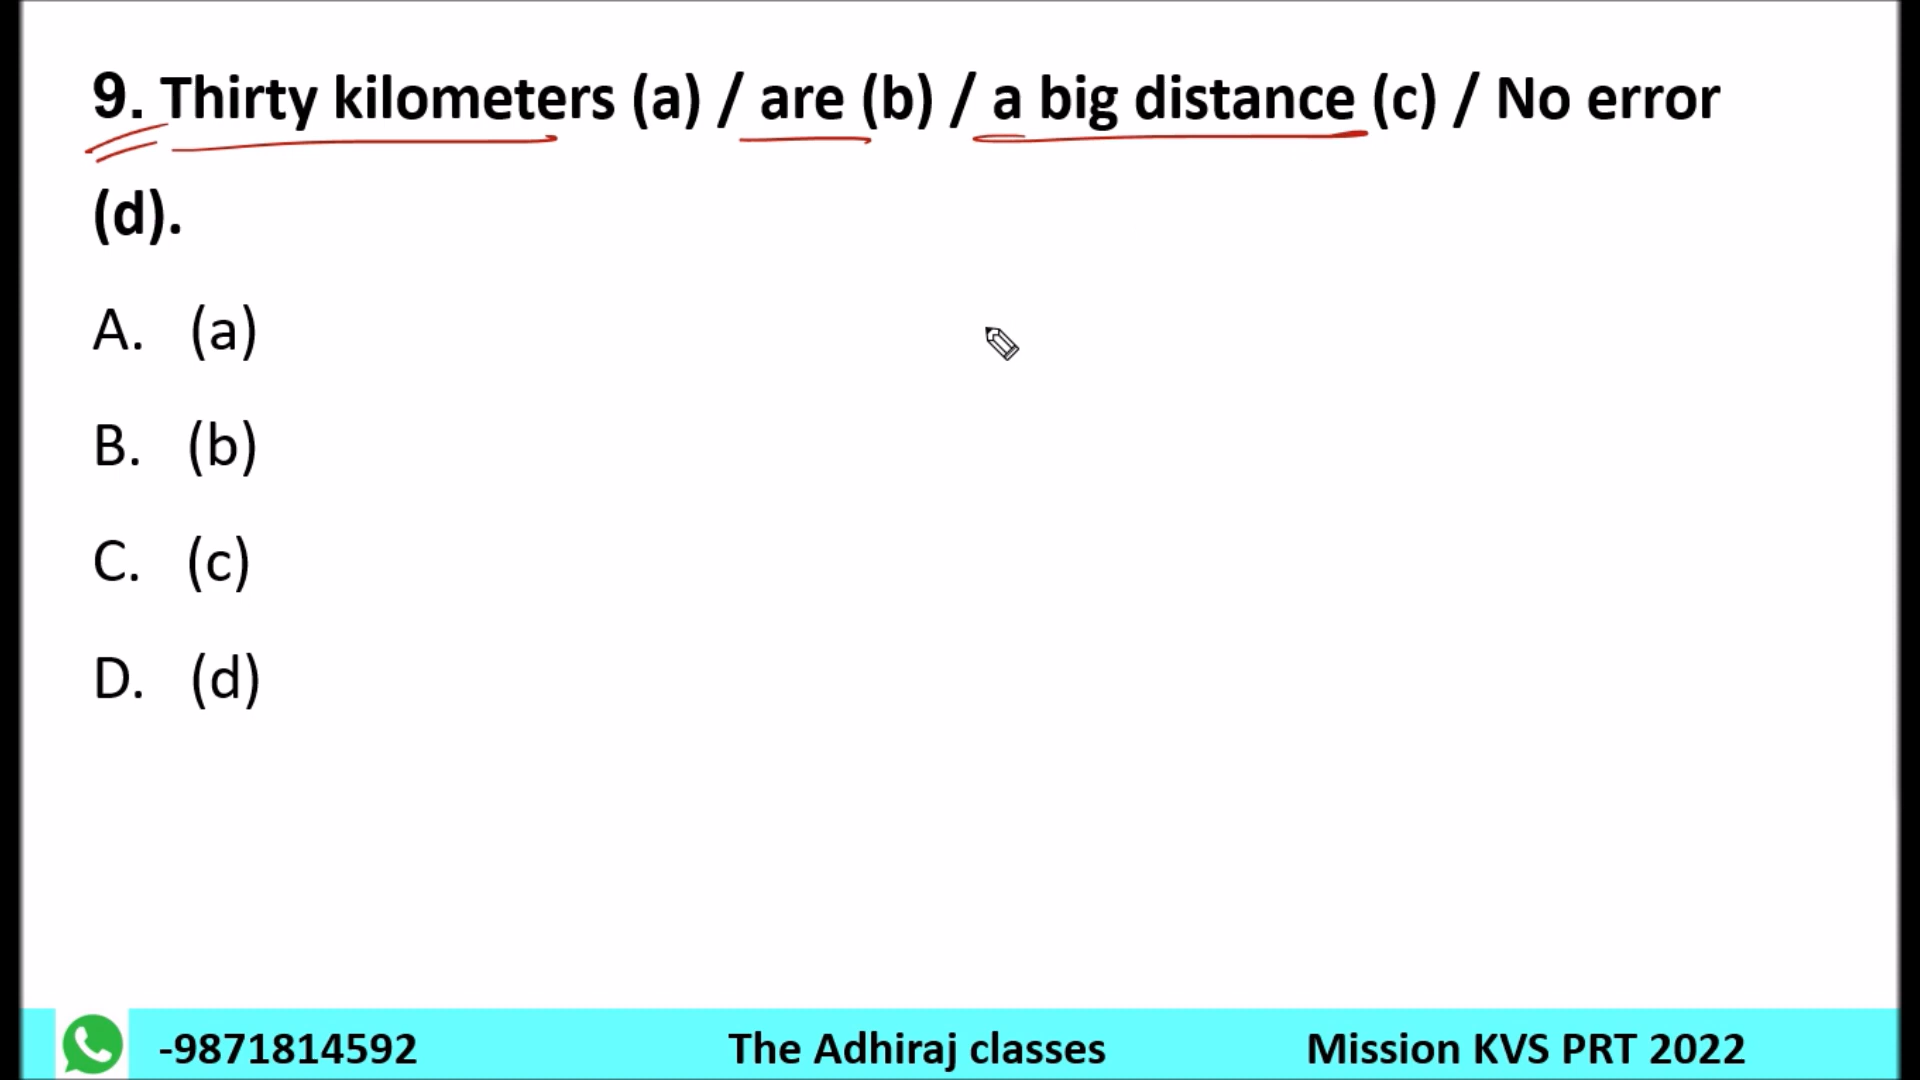 9. Thirty kilometers (a) / are (b) / a big distance (c) / No error
(d).
A. (a)
B. (b)
C. (c)
D. (d)
-9871814592 The Adhiraj classes Mission KVS PRT 2022